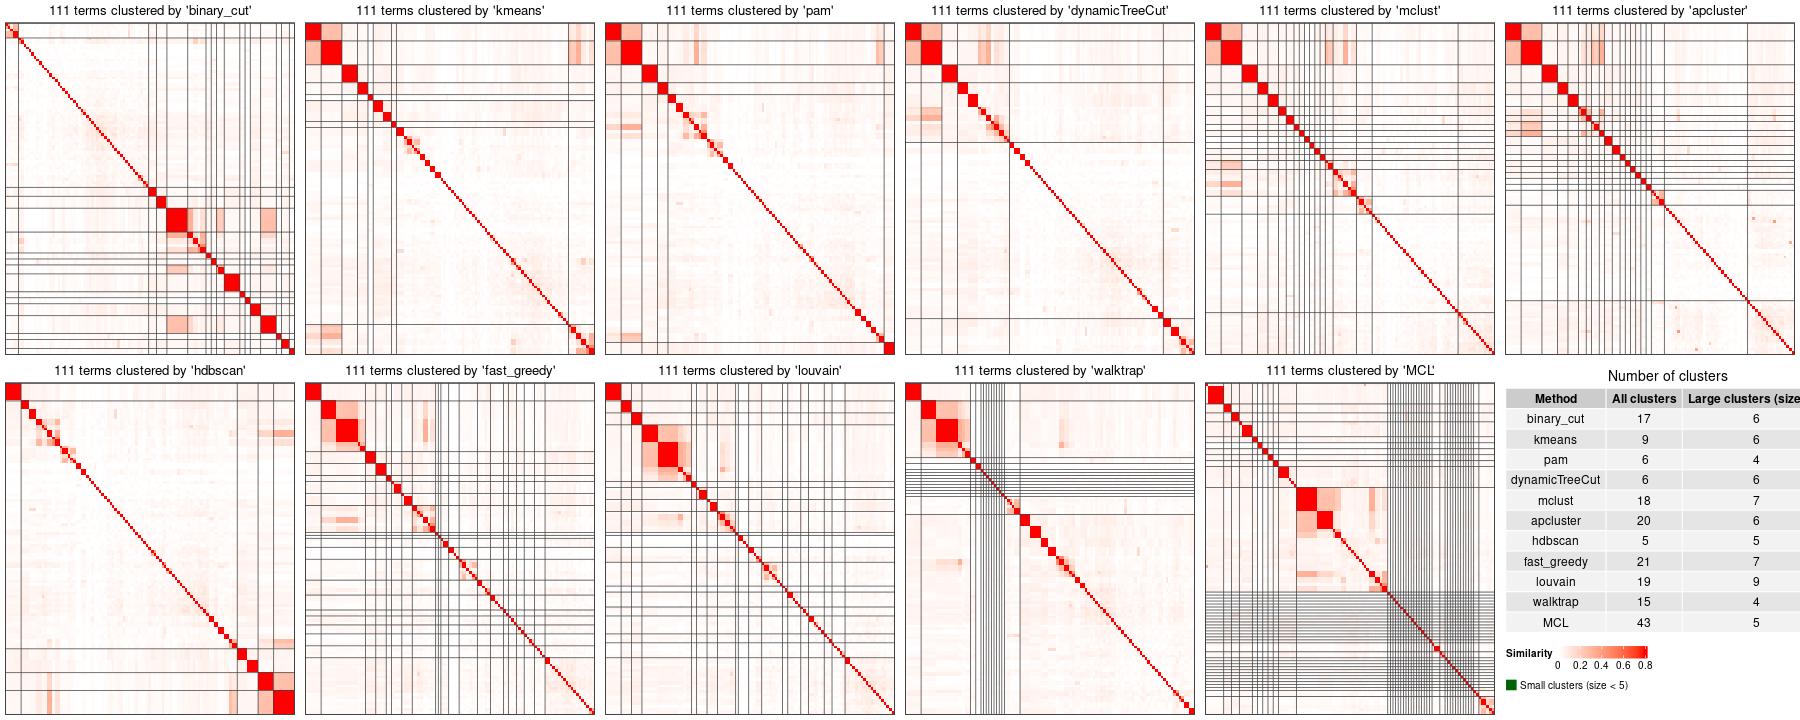 111 terms clustered by 'binary_cut'
111 terms clustered by 'kmeans'
111 terms clustered by 'pam'
111 terms clustered by 'dynamicTreeCut'
111 terms clustered by 'mclust'
111 terms clustered by 'apcluster'
111 terms clustered by 'hdbscan'
111 terms clustered by 'fast_greedy'
111 terms clustered by 'louvain'
111 terms clustered by 'walktrap'
111 terms clustered by 'MCL'
Number of clusters
Method All clusters Large clusters (size
binary_cut 17 6
kmeans 9 6
pam 6 4
dynamicTreeCut 6 6
mclust 18 7
apcluster 20 6
hdbscan 5 5
fast_greedy 21 7
louvain 19 9
walktrap 15 4
MCL 43 5
Similarity
0 0.2 0.4 0.6 0.8
Small clusters (size < 5)